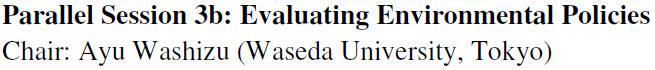 Parallel Session 3b: Evaluating Environmental Policies
Chair: Ayu Washizu (Waseda University, Tokyo)